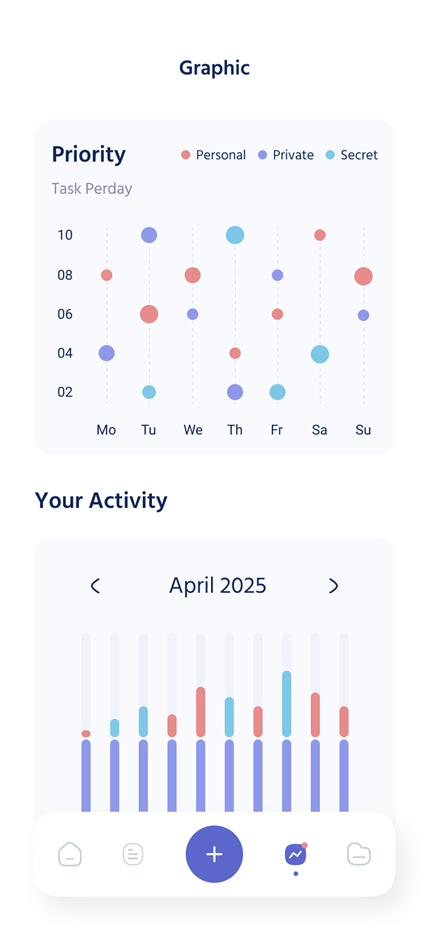 Graphic
Priority
Personal Private Secret
Task Perday
10
08
06
04
02
Mo Tu We Th Fr Sa Su
Your Activity
April 2025